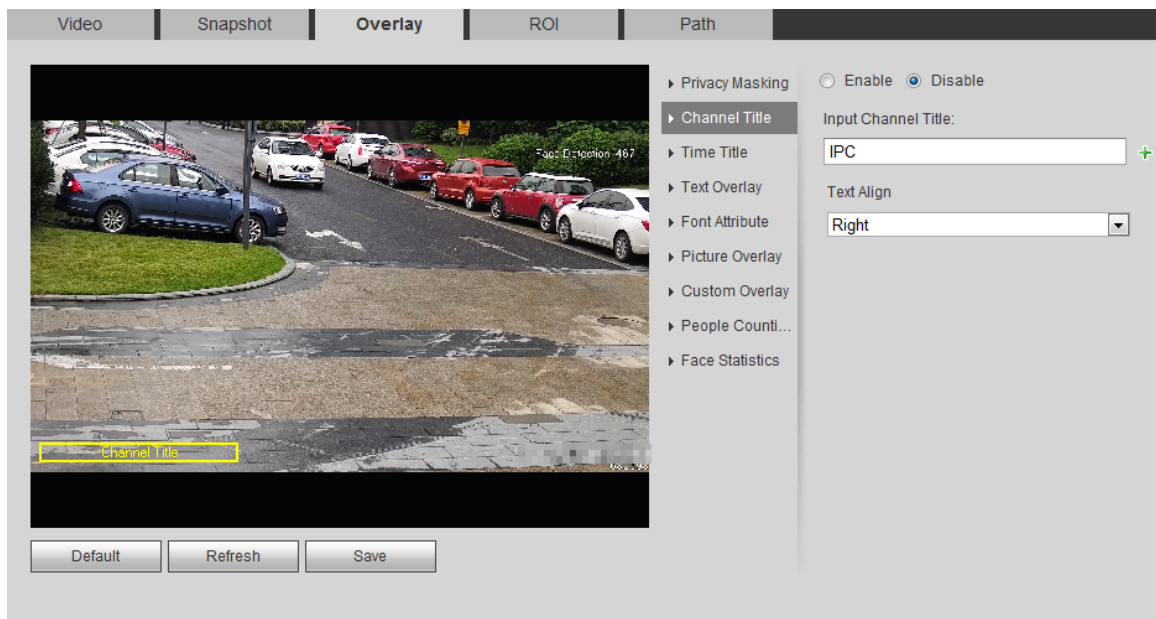 Video Snapshot Overlay ROI Path
Privacy Masking
Channel Title
Time Title
Text Overlay
Font Attribute
Picture Overlay
Custom Overlay
People Counti...
Face Statistics
Enable Disable
Input Channel Title:
IPC
Text Align
Right
Face Detection 467
Channel Title
Default Refresh Save